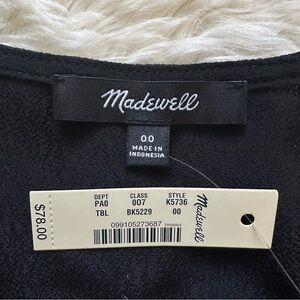 Madewell
00
MADE IN
INDONESIA
DEPT CLASS STYLE
PA0 007 K5736
TBL BK5229 00
099105273687
$78.00
Madewell